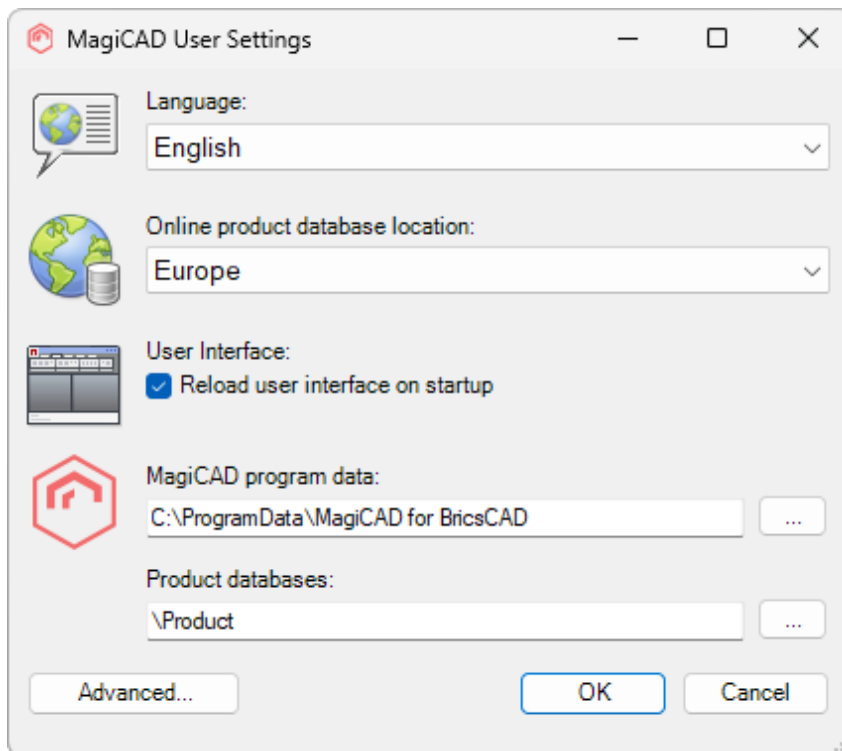 MagiCAD User Settings
Language:
English
Online product database location:
Europe
User Interface:
Reload user interface on startup
MagiCAD program data:
C:\ProgramData\MagiCAD for BricsCAD
...
Product databases:
\Product
...
Advanced...
OK
Cancel